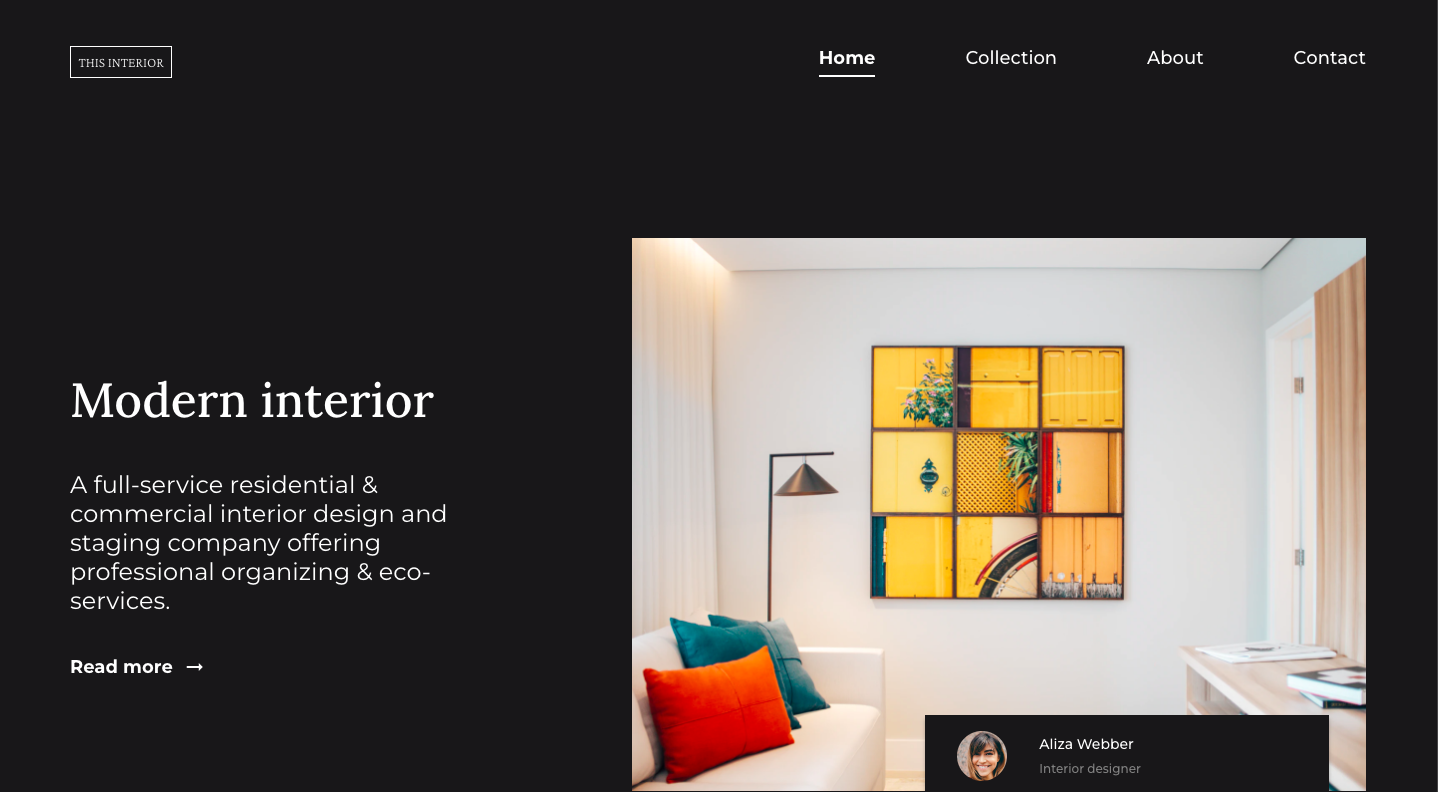 THIS INTERIOR
Home
Collection
About
Contact
Modern interior
A full-service residential &
commercial interior design and
staging company offering
professional organizing & eco-
services.
Read more →
Aliza Webber
Interior designer